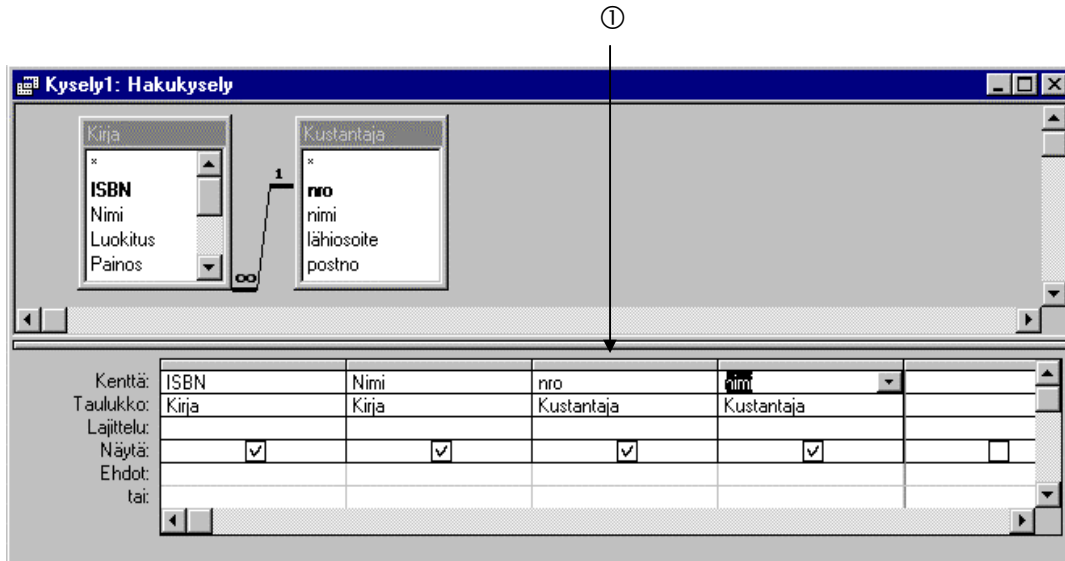 ①
Kysely1: Hakukysely
Kirja
*
ISBN
Nimi
Luokitus
Painos
∞
1
Kustantaja
*
nro
nimi
lähiosoite
postno
Kenttä: ISBN Nimi nro nimi
Taulukko: Kirja Kirja Kustantaja Kustantaja
Lajittelu:
Näytä:
Ehdot:
tai: